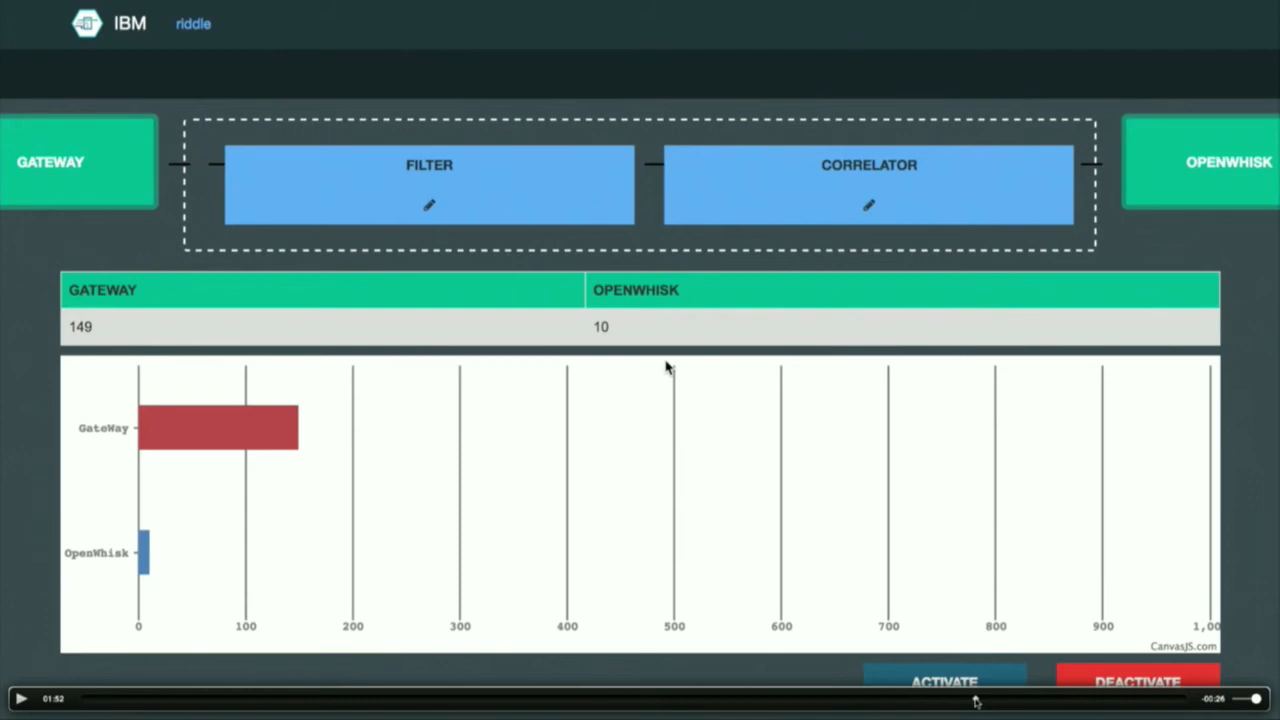 IBM riddle
GATEWAY
FILTER
CORRELATOR
OPENWHISK
GATEWAY OPENWHISK
149 10
GateWay
OpenWhisk
0 100 200 300 400 500 600 700 800 900 1,00
CanvasJS.com
ACTIVATE DEACTIVATE
01:52 -00:26